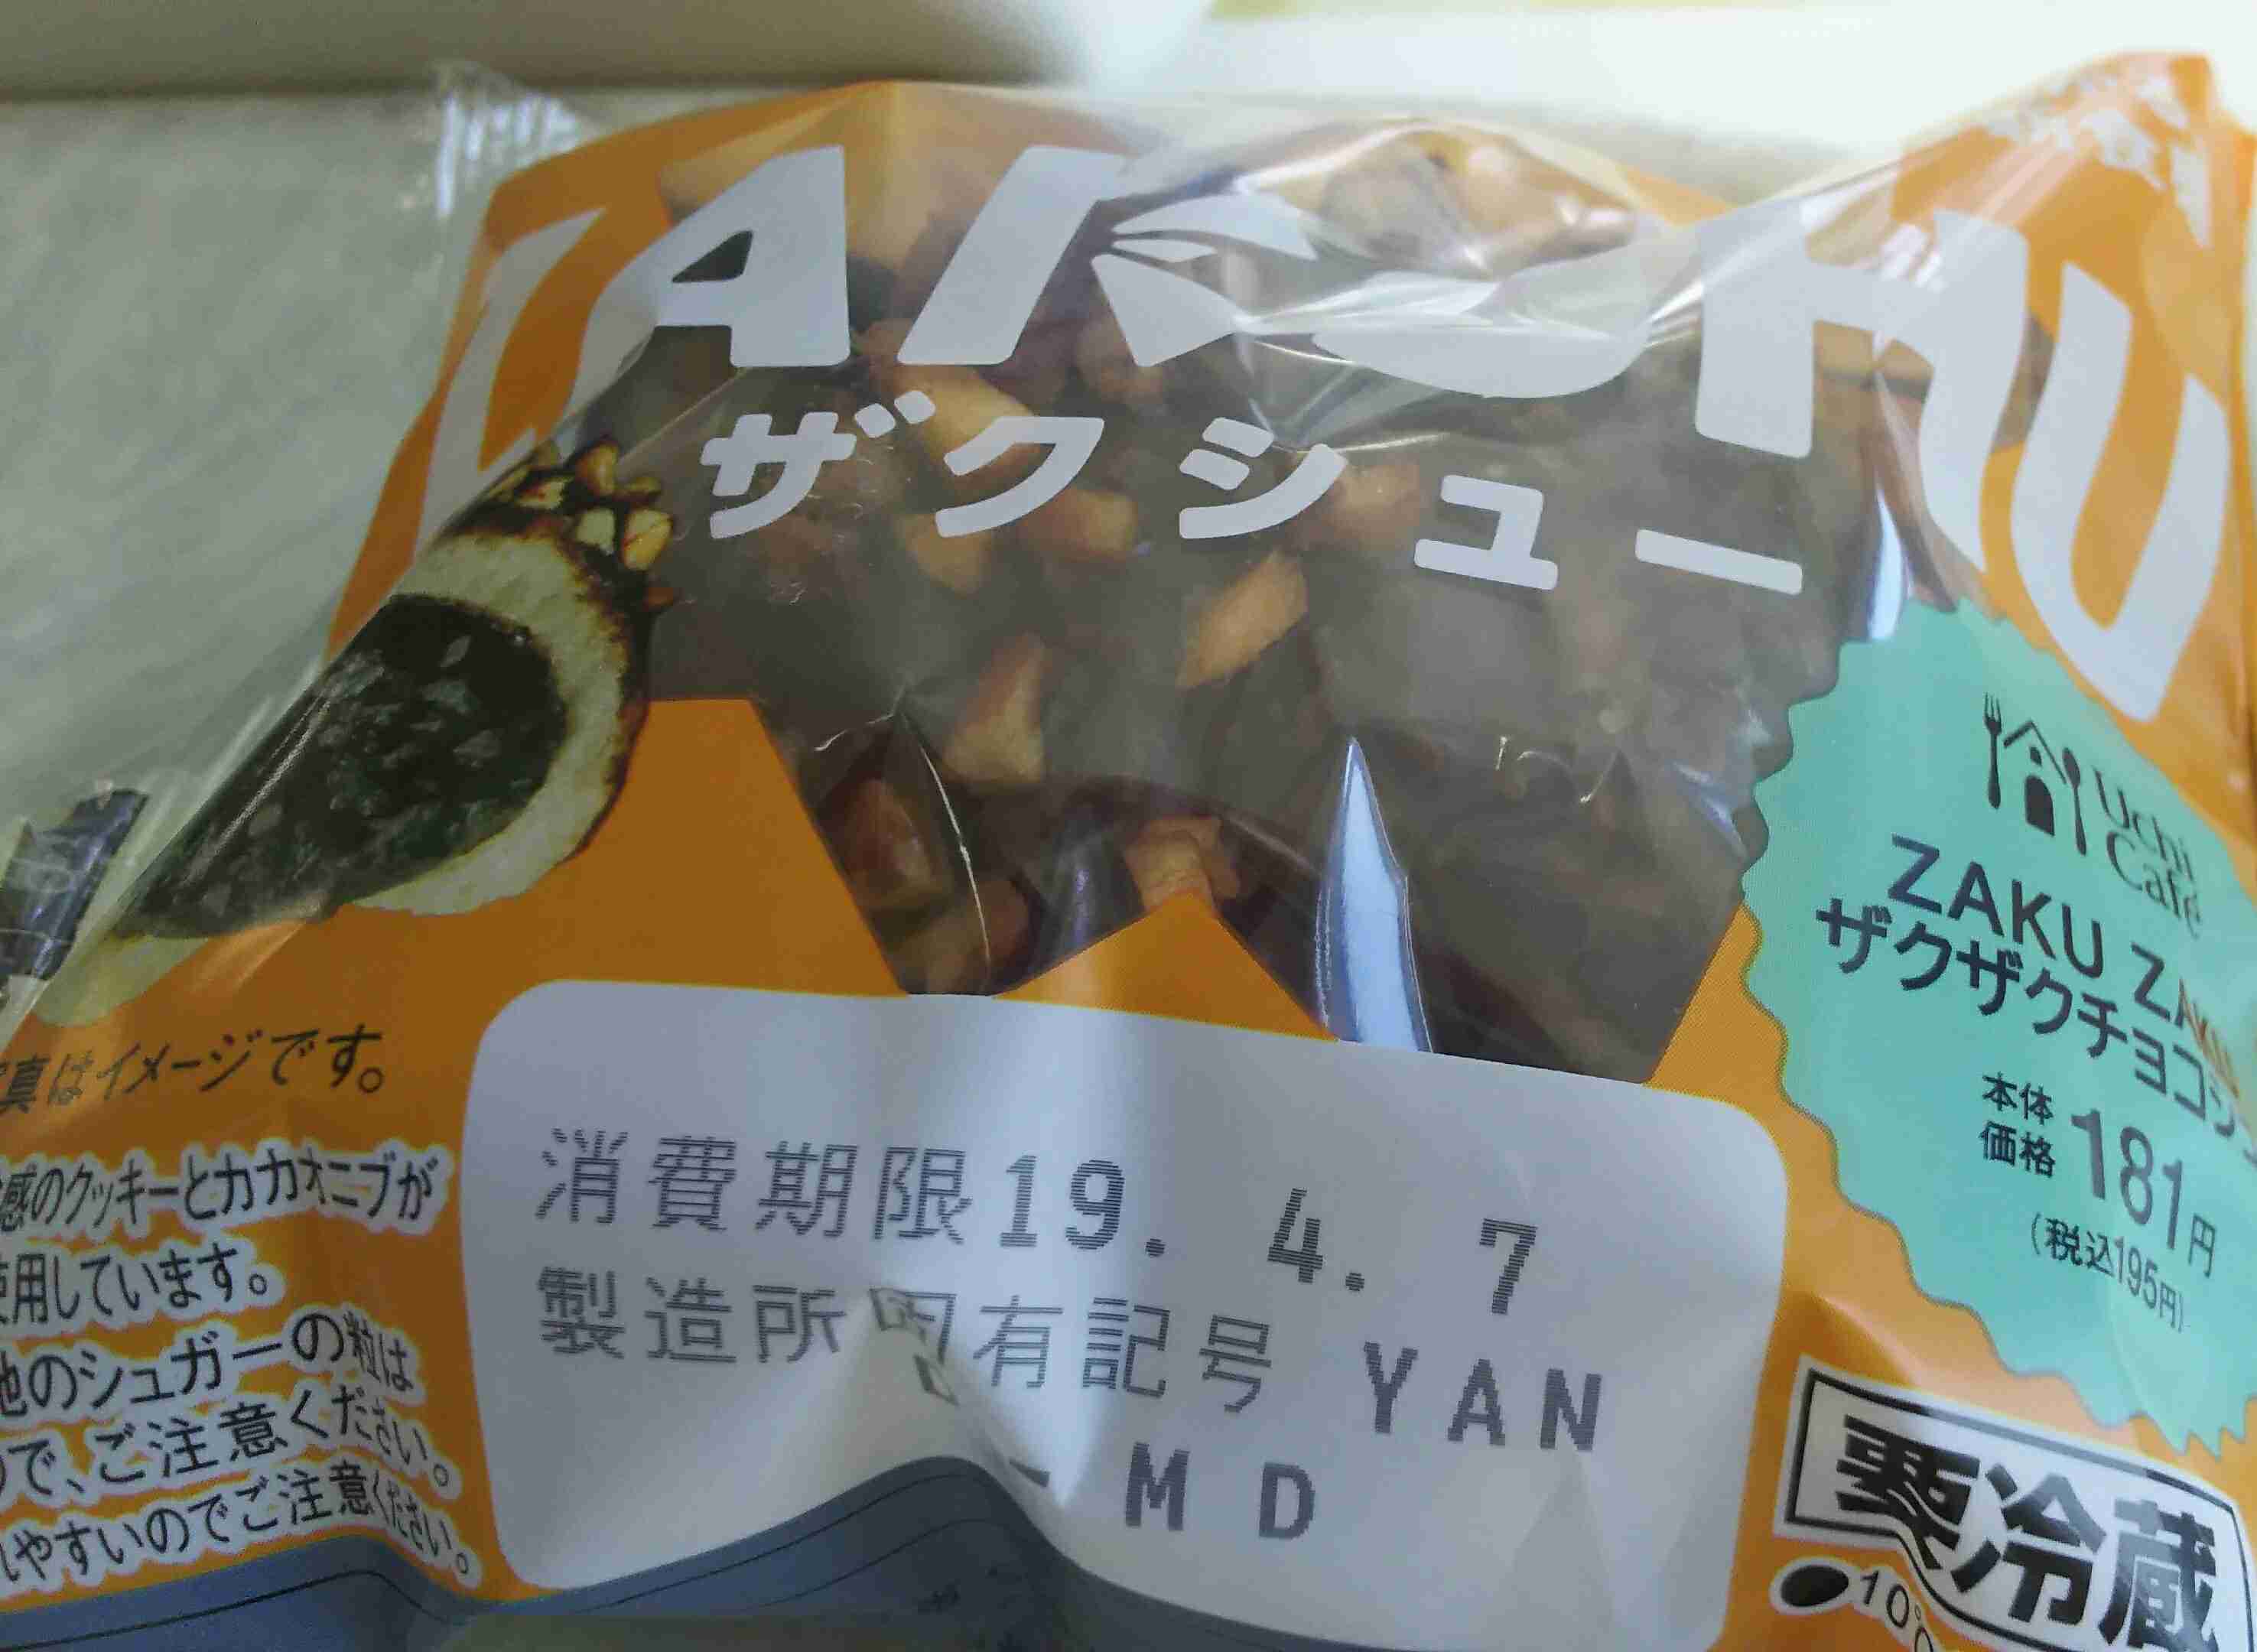 ZAKUSHU
ザクシュー
Uchi
Café
ZAKU ZAKU
ザクザクチョコシュ
本体
価格 181円
(税込195円)
真はイメージです。
感のクッキーとカカオニブが
使用しています。
地のシュガーの粒は
ので、ご注意ください。
れやすいのでご注意ください。
消費期限19. 4. 7
製造所固有記号 YAN
MD
要冷蔵
10℃